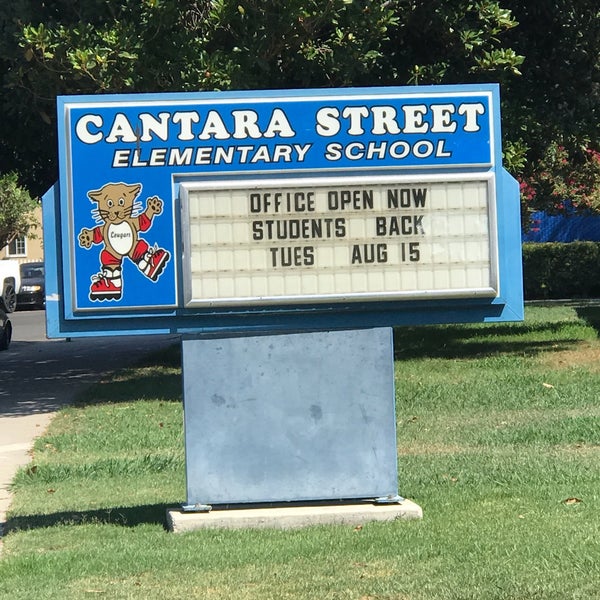 CANTARA STREET
ELEMENTARY SCHOOL
Cougars
OFFICE OPEN NOW
STUDENTS BACK
TUES AUG 15